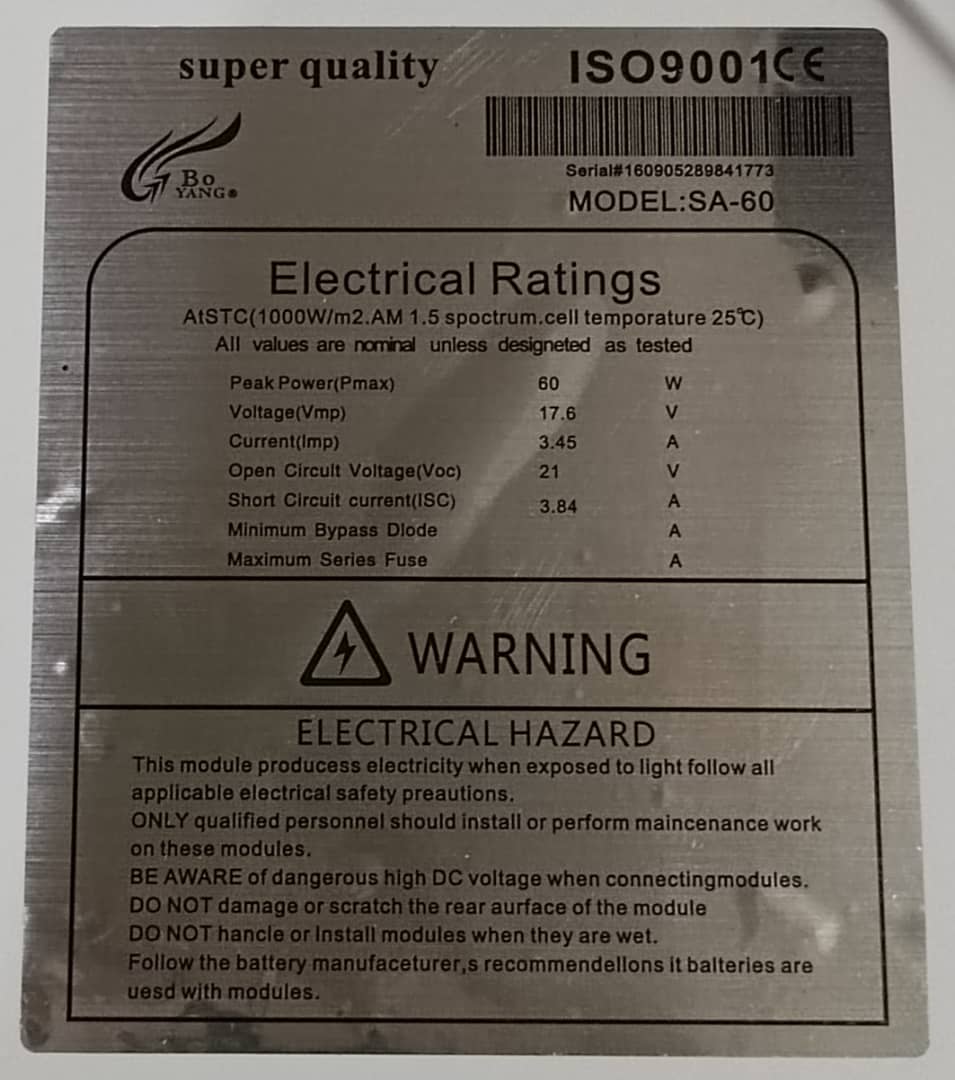 super quality
ISO9001CE
Serial#160905289841773
Bo
YANG®
MODEL:SA-60
Electrical Ratings
AtSTC(1000W/m2.AM 1.5 spoctrum.cell temporature 25℃)
All values are nominal unless designeted as tested
Peak Power(Pmax) 60 W
Voltage(Vmp) 17.6 V
Current(Imp) 3.45 A
Open Circult Voltage(Voc) 21 V
Short Circuit current(ISC) 3.84 A
Minimum Bypass Dlode A
Maximum Series Fuse A
WARNING
ELECTRICAL HAZARD
This module producess electricity when exposed to light follow all
applicable electrical safety preautions.
ONLY qualified personnel should install or perform maincenance work
on these modules.
BE AWARE of dangerous high DC voltage when connectingmodules.
DO NOT damage or scratch the rear aurface of the module
DO NOT hancle or Install modules when they are wet.
Follow the battery manufaceturer,s recommendellons it balteries are
uesd with modules.